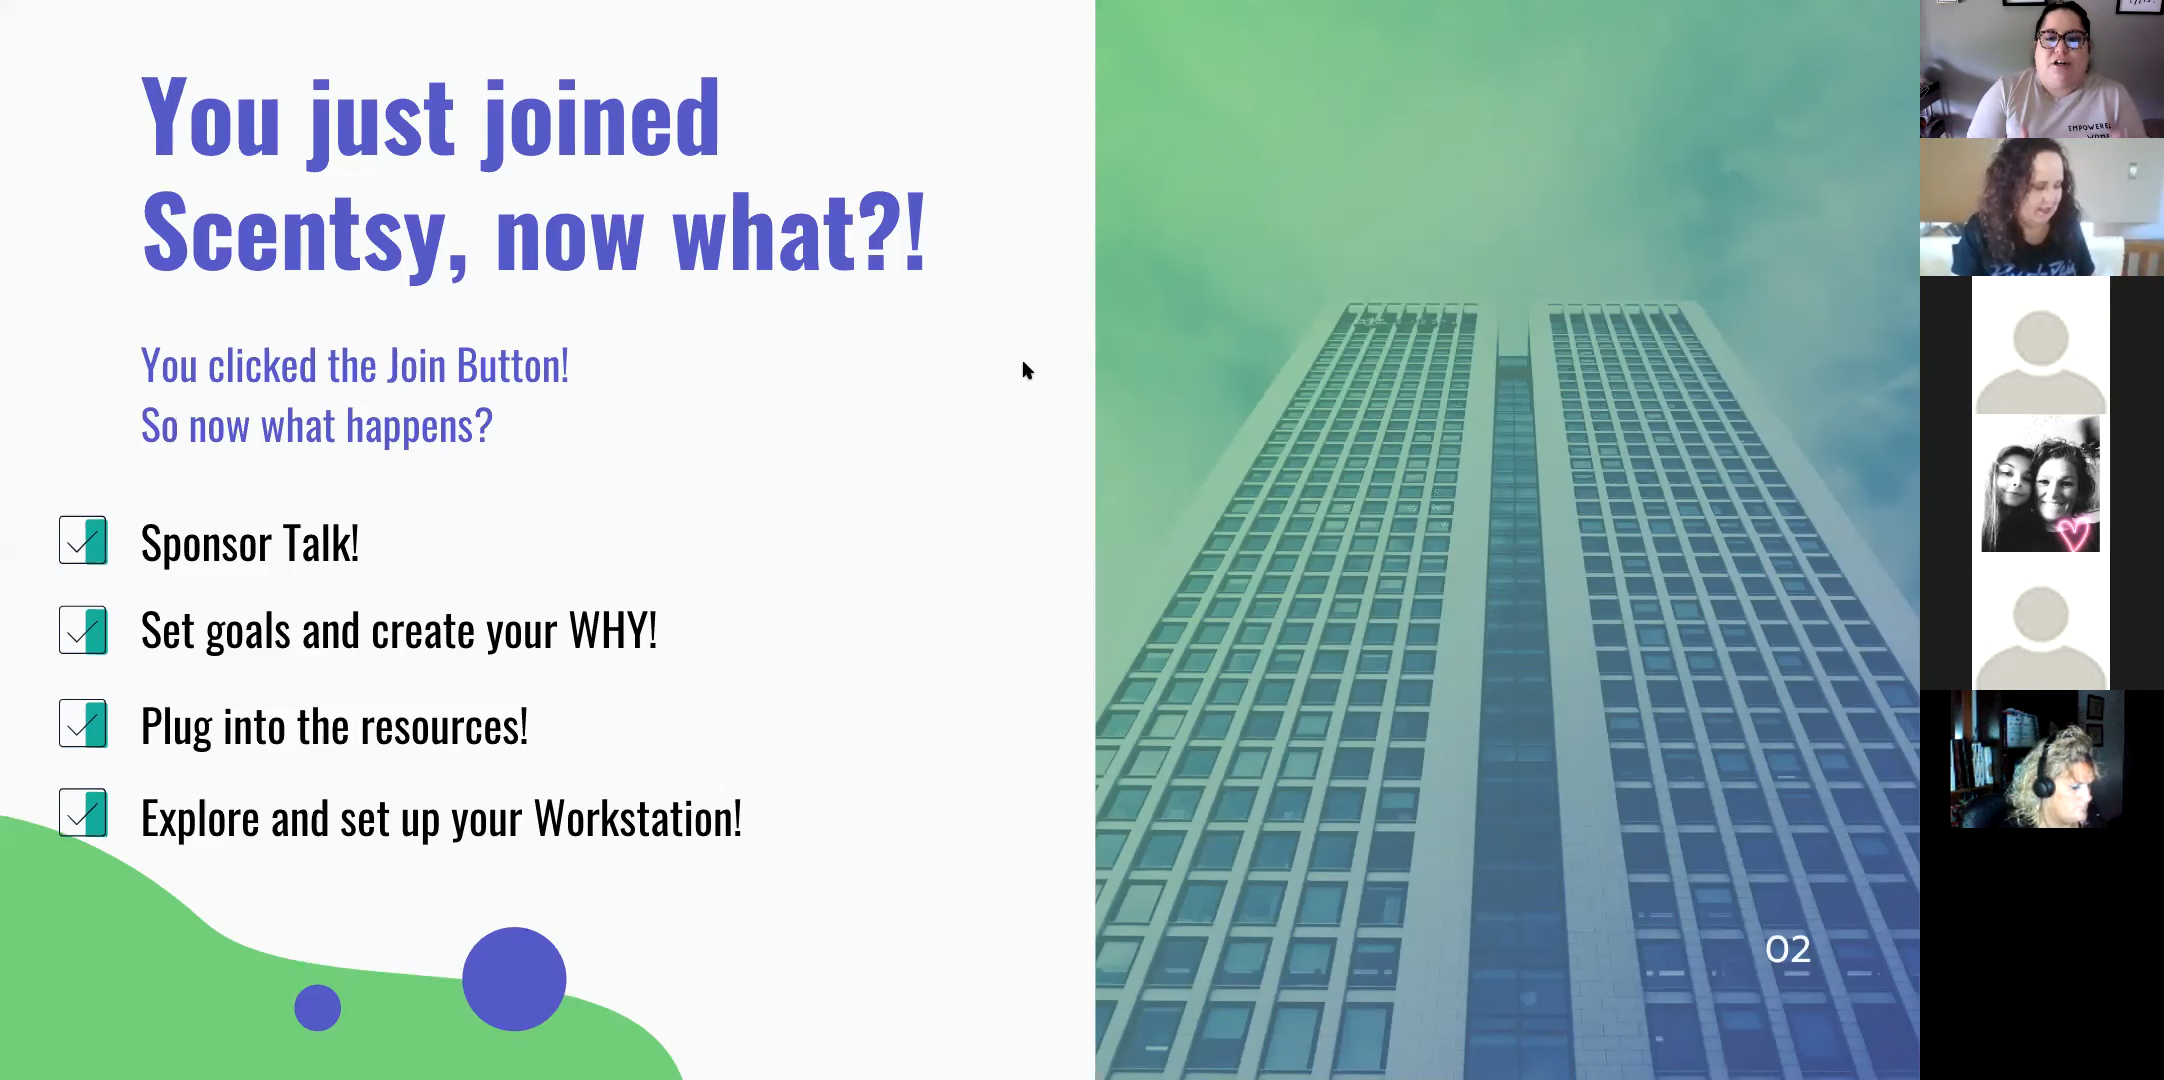 You just joined
Scentsy, now what?!
You clicked the Join Button!
So now what happens?
Sponsor Talk!
Set goals and create your WHY!
Plug into the resources!
Explore and set up your Workstation!
02